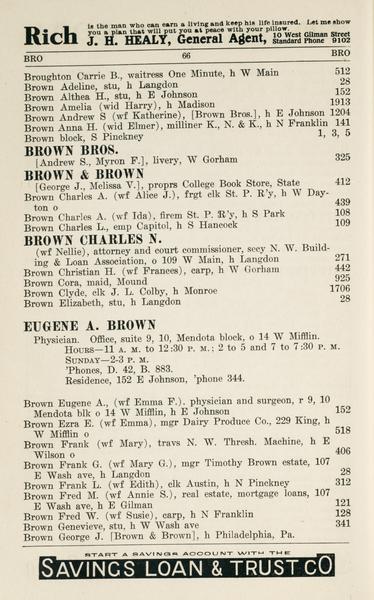 Rich is the man who can earn a living and keep his life insured. Let me show
you a plan that will put you at peace with your pillow.
J. H. HEALY, General Agent, 10 West Gilman Street
Standard Phone 9102
BRO 66 BRO
Broughton Carrie B., waitress One Minute, h W Main 512
Brown Adeline, stu, h Langdon 28
Brown Althea H., stu, h E Johnson 152
Brown Amelia (wid Harry), h Madison 1913
Brown Andrew S (wf Katherine), [Brown Bros.], h E Johnson 1204
Brown Anna H. (wid Elmer), milliner K., N. & K., h N Franklin 141
Brown block, S Pinckney 1, 3, 5
BROWN BROS.
[Andrew S., Myron F.], livery, W Gorham 325
BROWN & BROWN
[George J., Melissa V.], proprs College Book Store, State 412
Brown Charles A. (wf Alice J.), frgt clk St. P. R'y, h W Day-
ton o 439
Brown Charles A. (wf Ida), firem St. P. R'y, h S Park 108
Brown Charles L., emp Capitol, h S Hancock 109
BROWN CHARLES N.
(wf Nellie), attorney and court commissioner, secy N. W. Build-
ing & Loan Association, o 109 W Main, h Langdon 271
Brown Christian H. (wf Frances), carp, h W Gorham 442
Brown Cora, maid, Mound 925
Brown Clyde, clk J. L. Colby, h Monroe 1706
Brown Elizabeth, stu, h Langdon 28
EUGENE A. BROWN
Physician. Office, suite 9, 10, Mendota block, o 14 W Mifflin.
HOURS—11 A. M. to 12:30 P. M.; 2 to 5 and 7 to 7:30 P. M.
SUNDAY—2-3 P. M.
'Phones, D. 42, B. 883.
Residence, 152 E Johnson, 'phone 344.
Brown Eugene A., (wf Emma F.). physician and surgeon, r 9, 10
Mendota blk o 14 W Mifflin, h E Johnson 152
Brown Ezra E. (wf Emma), mgr Dairy Produce Co., 229 King, h
W Mifflin o 518
Brown Frank (wf Mary), travs N. W. Thresh. Machine, h E
Wilson o 406
Brown Frank G. (wf Mary G.), mgr Timothy Brown estate, 107
E Wash ave, h Langdon 28
Brown Frank L. (wf Edith), clk Austin, h N Pinckney 312
Brown Fred M. (wf Annie S.), real estate, mortgage loans, 107
E Wash ave, h E Gilman 121
Brown Fred W. (wf Susie), carp, h N Franklin 128
Brown Genevieve, stu, h W Wash ave 341
Brown George J. [Brown & Brown], h Philadelphia, Pa.
START A SAVINGS ACCOUNT WITH THE
SAVINGS LOAN & TRUST CO